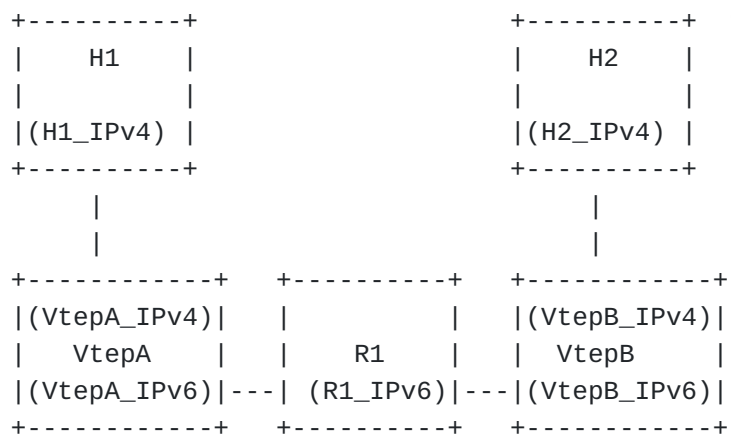 H1 H2
(H1_IPv4) (H2_IPv4)
(VtepA_IPv4) (VtepB_IPv4)
VtepA R1 VtepB
(VtepA_IPv6) (R1_IPv6) (VtepB_IPv6)